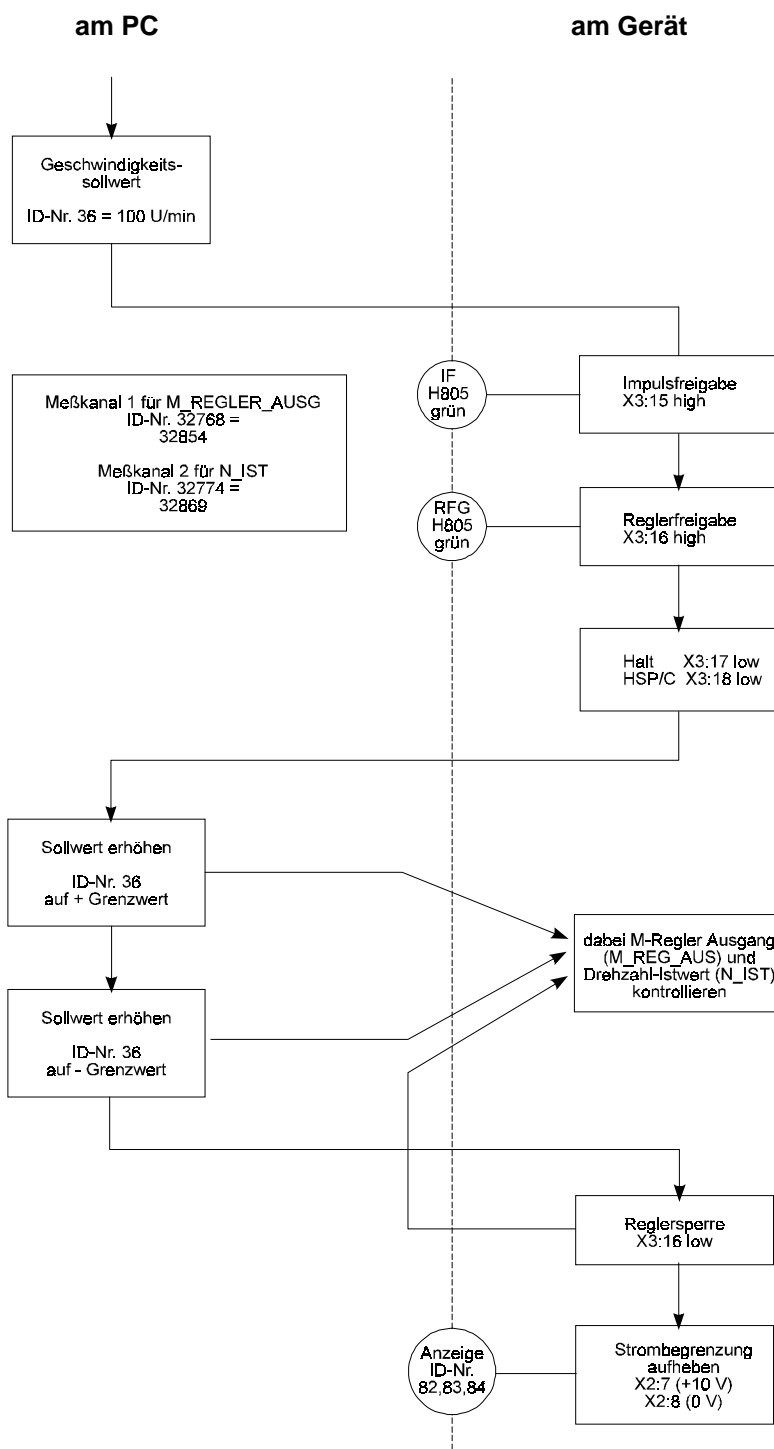 am PC
am Gerät
Geschwindigkeits-
sollwert
ID-Nr. 36 = 100 U/min
IF
H805
grün
Impulsfreigabe
X3:15 high
Meßkanal 1 für M_REGLER_AUSG
ID-Nr. 32768 =
32854
Meßkanal 2 für N_IST
ID-Nr. 32774 =
32869
RFG
H805
grün
Reglerfreigabe
X3:16 high
Halt X3:17 low
HSP/C X3:18 low
Sollwert erhöhen
ID-Nr. 36
auf + Grenzwert
dabei M-Regler Ausgang
(M_REG_AUS) und
Drehzahl-Istwert (N_IST)
kontrollieren
Sollwert erhöhen
ID-Nr. 36
auf - Grenzwert
Reglersperre
X3:16 low
Anzeige
ID-Nr.
82,83,84
Strombegrenzung
aufheben
X2:7 (+10 V)
X2:8 (0 V)